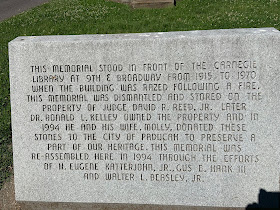 THIS MEMORIAL STOOD IN FRONT OF THE CARNEGIE
LIBRARY AT 9TH & BROADWAY FROM 1915 TO 1970
WHEN THE BUILDING WAS RAZED FOLLOWING A FIRE.
THIS MEMORIAL WAS DISMANTLED AND STORED ON THE
PROPERTY OF JUDGE DAVID R. REED, JR. LATER
DR. RONALD L. KELLEY OWNED THE PROPERTY AND IN
1994 HE AND HIS WIFE, MOLLY, DONATED THESE
STONES TO THE CITY OF PADUCAH TO PRESERVE A
PART OF OUR HERITAGE. THIS MEMORIAL WAS
RE-ASSEMBLED HERE IN 1994 THROUGH THE EFFORTS
OF H. EUGENE KATTERJOHN, JR., GUS E. HANK III
AND WALTER L. BEASLEY, JR.